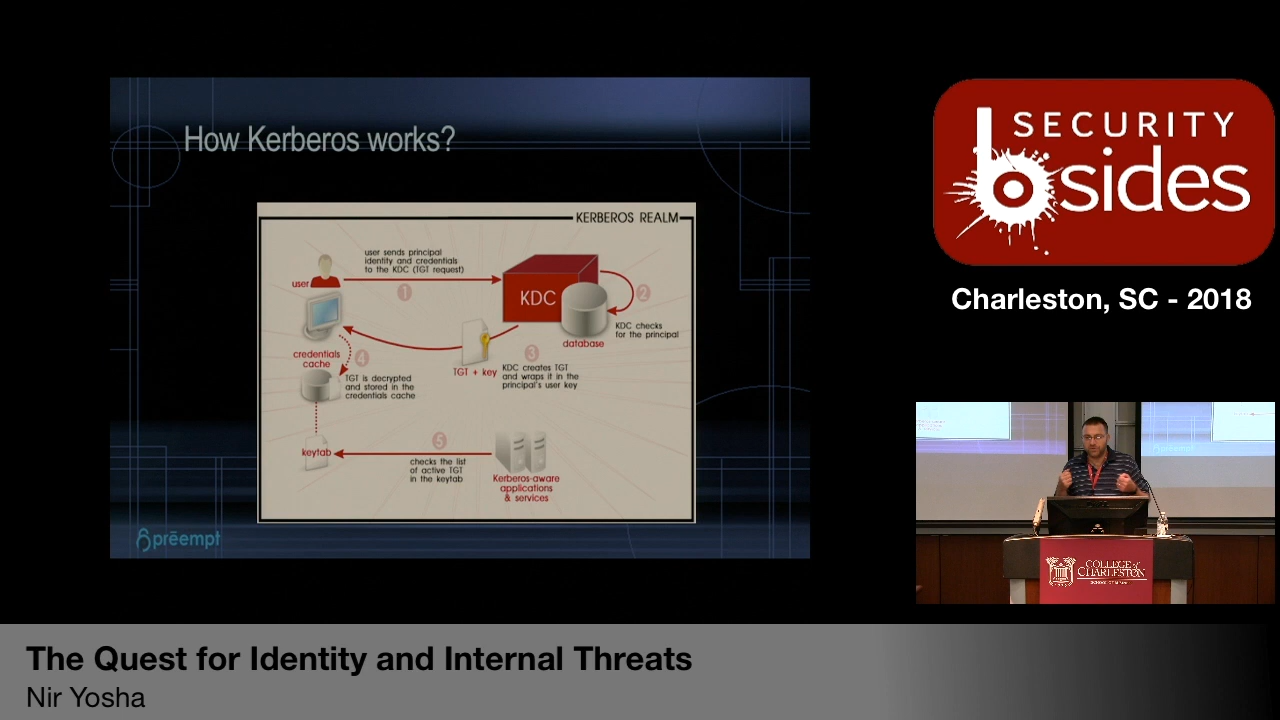 How Kerberos works?
KERBEROS REALM
user sends principal
identity and credentials
to the KDC (TGT request)
user
1
KDC
2
KDC checks
for the principal
database
credentials
cache
4
TGT is decrypted
and stored in the
credentials cache
TGT + key
3
KDC creates TGT
and wraps it in the
principal's user key
keytab
5
checks the list
of active TGT
in the keytab
Kerberos-aware
applications
& services
prēempt
SECURITY
bsides
Charleston, SC - 2018
COLLEGE of
CHARLESTON
The Quest for Identity and Internal Threats
Nir Yosha